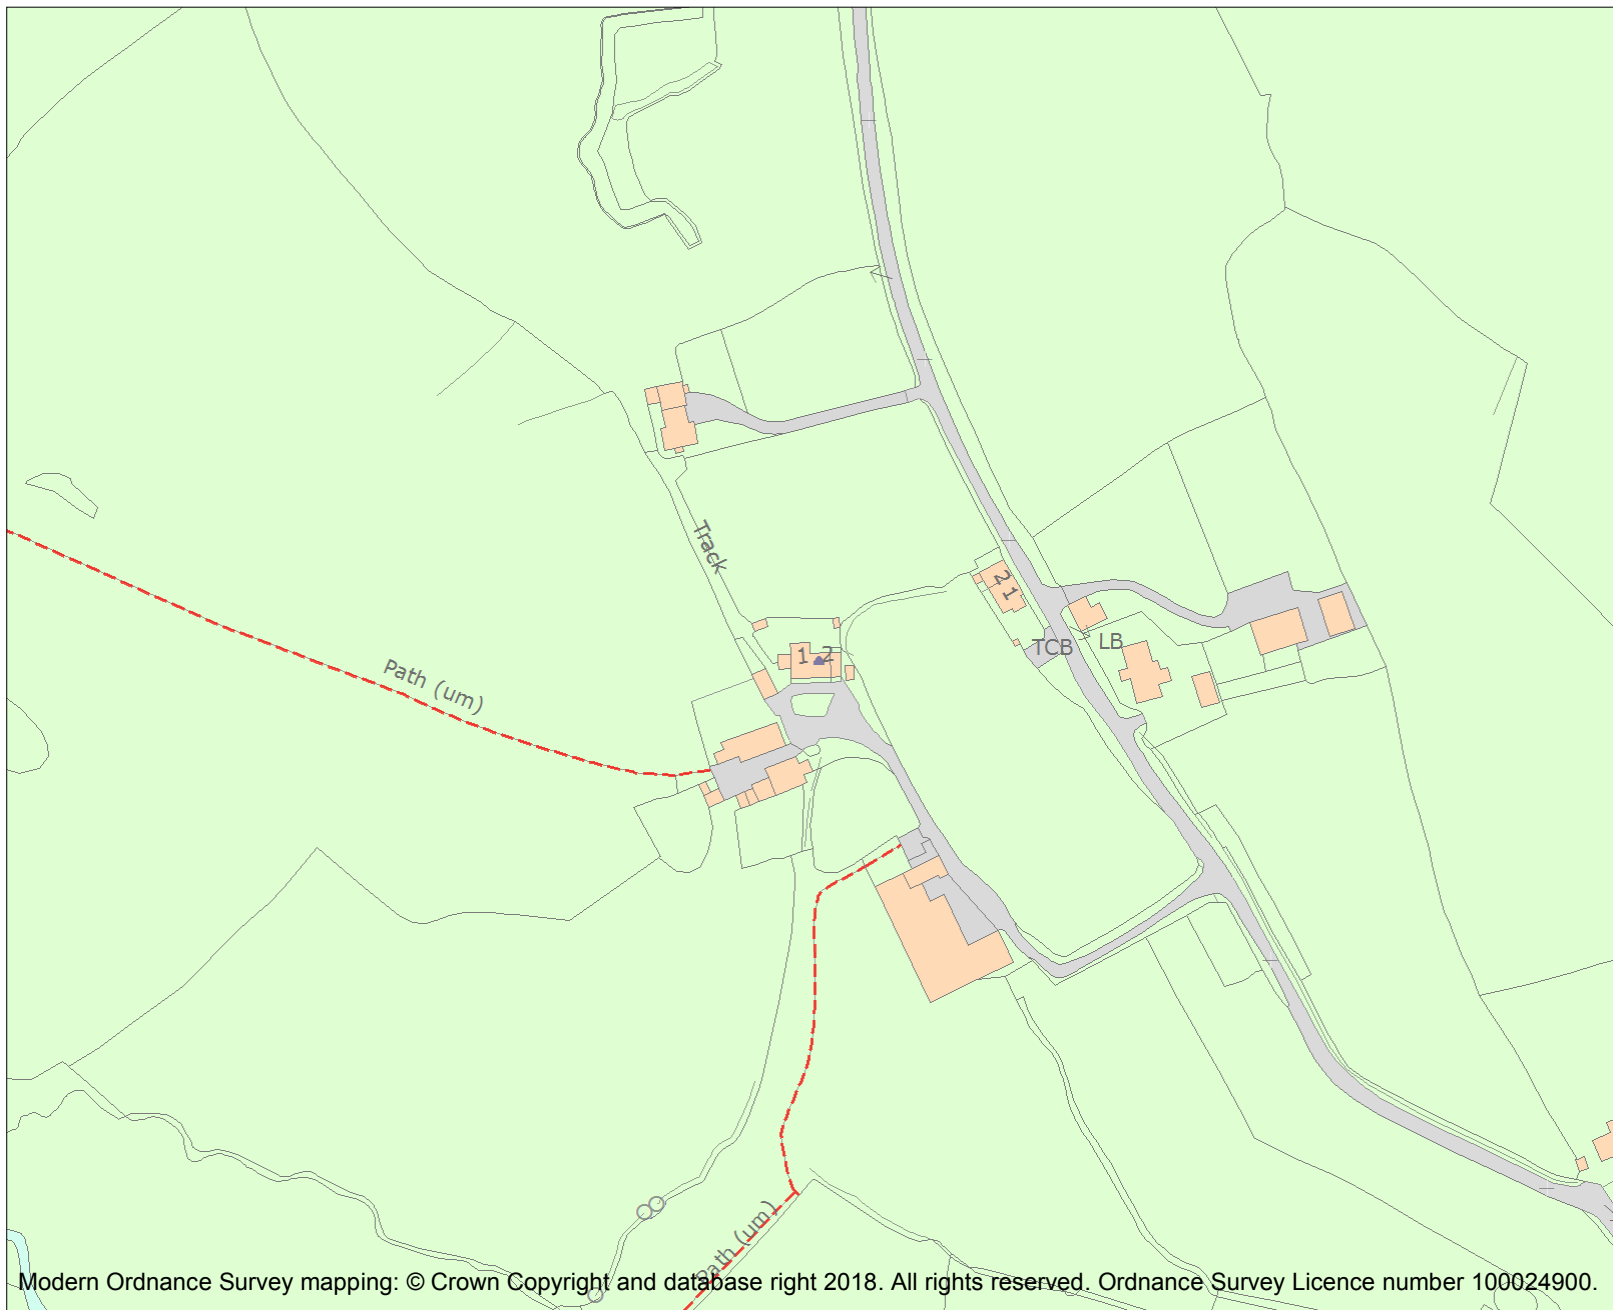 Track
2
1
1
2
TCB
LB
Path (um)
Path (um)
Modern Ordnance Survey mapping: © Crown Copyright and database right 2018. All rights reserved. Ordnance Survey Licence number 100024900.